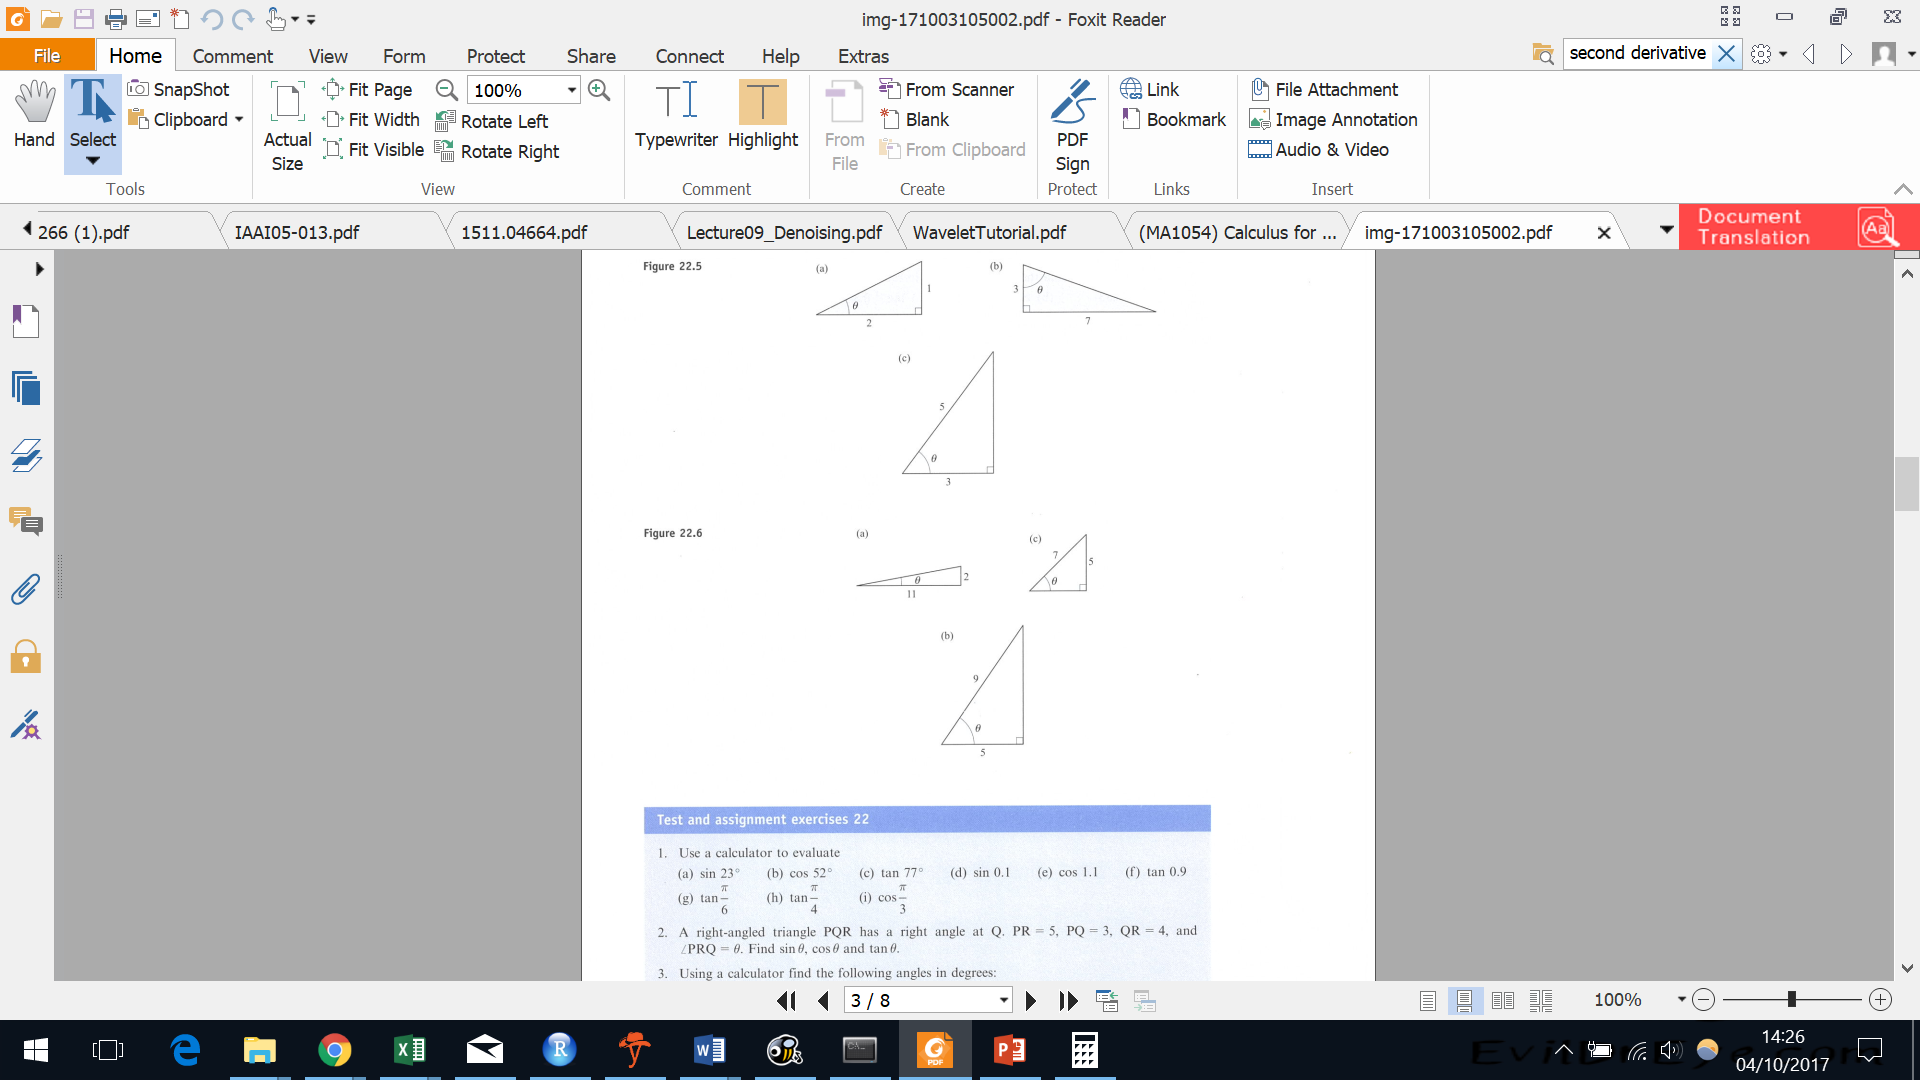 img-171003105002.pdf - Foxit Reader
File Home Comment View Form Protect Share Connect Help Extras second derivative
Hand
Select
SnapShot
Clipboard
Tools
Actual Size
Fit Page
Fit Width
Fit Visible
100%
Rotate Left
Rotate Right
View
Typewriter
Highlight
Comment
From File
From Scanner
Blank
From Clipboard
Create
PDF Sign
Protect
Link
Bookmark
Links
File Attachment
Image Annotation
Audio & Video
Insert
266 (1).pdf IAAI05-013.pdf 1511.04664.pdf Lecture09_Denoising.pdf WaveletTutorial.pdf (MA1054) Calculus for ... img-171003105002.pdf
Document Translation
Figure 22.5
(a) θ 1 2
(b) 3 θ 7
(c) 5 θ 3
Figure 22.6
(a) θ 2 11
(c) 7 5 θ
(b) 9 θ 5
Test and assignment exercises 22
1. Use a calculator to evaluate
(a) sin 23° (b) cos 52° (c) tan 77° (d) sin 0.1 (e) cos 1.1 (f) tan 0.9
(g) tan π/6 (h) tan π/4 (i) cos π/3
2. A right-angled triangle PQR has a right angle at Q. PR = 5, PQ = 3, QR = 4, and
∠PRQ = θ. Find sin θ, cos θ and tan θ.
3. Using a calculator find the following angles in degrees:
3 / 8
100%
14:26
04/10/2017